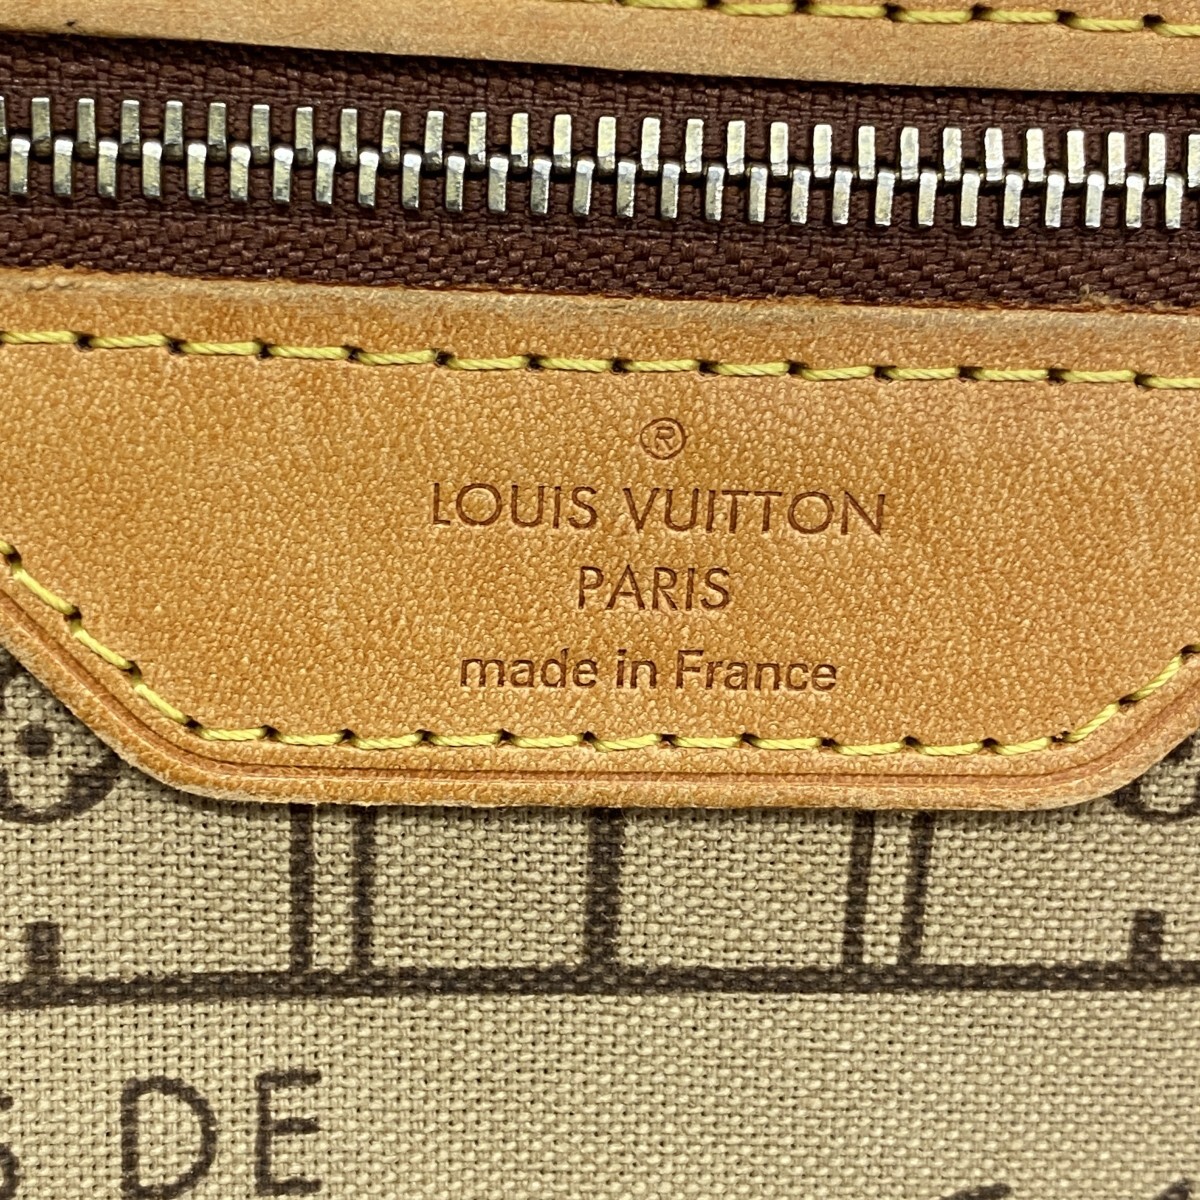 ®
LOUIS VUITTON
PARIS
made in France
DE